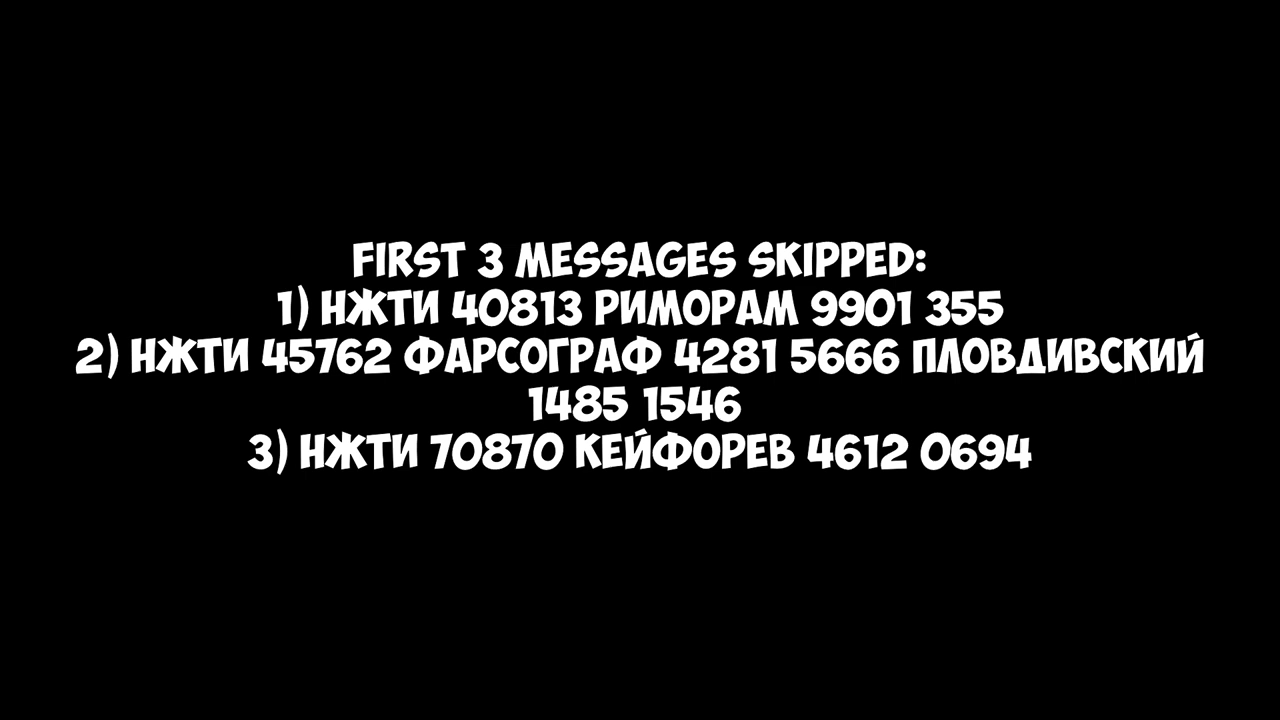 FIRST 3 MESSAGES SKIPPED:
1) НЖТИ 40813 РИМОРАМ 9901 355
2) НЖТИ 45762 ФАРСОГРАФ 4281 5666 ПЛОВДИВСКИЙ
1485 1546
3) НЖТИ 70870 КЕЙФОРЕВ 4612 0694